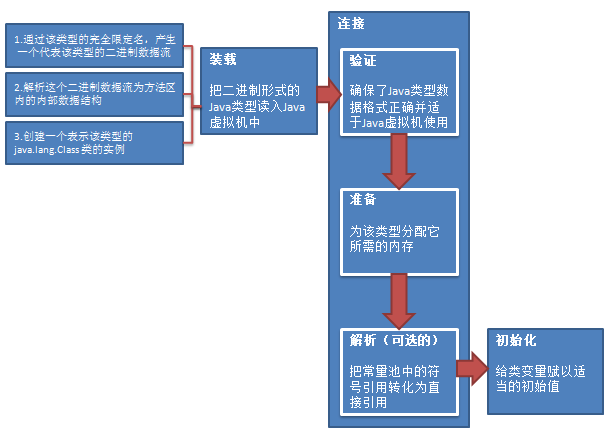 1.通过该类型的完全限定名，产生
一个代表该类型的二进制数据流
2.解析这个二进制数据流为方法区
内的内部数据结构
3.创建一个表示该类型的
java.lang.Class类的实例
装载
把二进制形式的
Java类型读入Java
虚拟机中
连接
验证
确保了Java类型数
据格式正确并适
于Java虚拟机使用
准备
为该类型分配它
所需的内存
解析（可选的）
把常量池中的符
号引用转化为直
接引用
初始化
给类变量赋以适
当的初始值